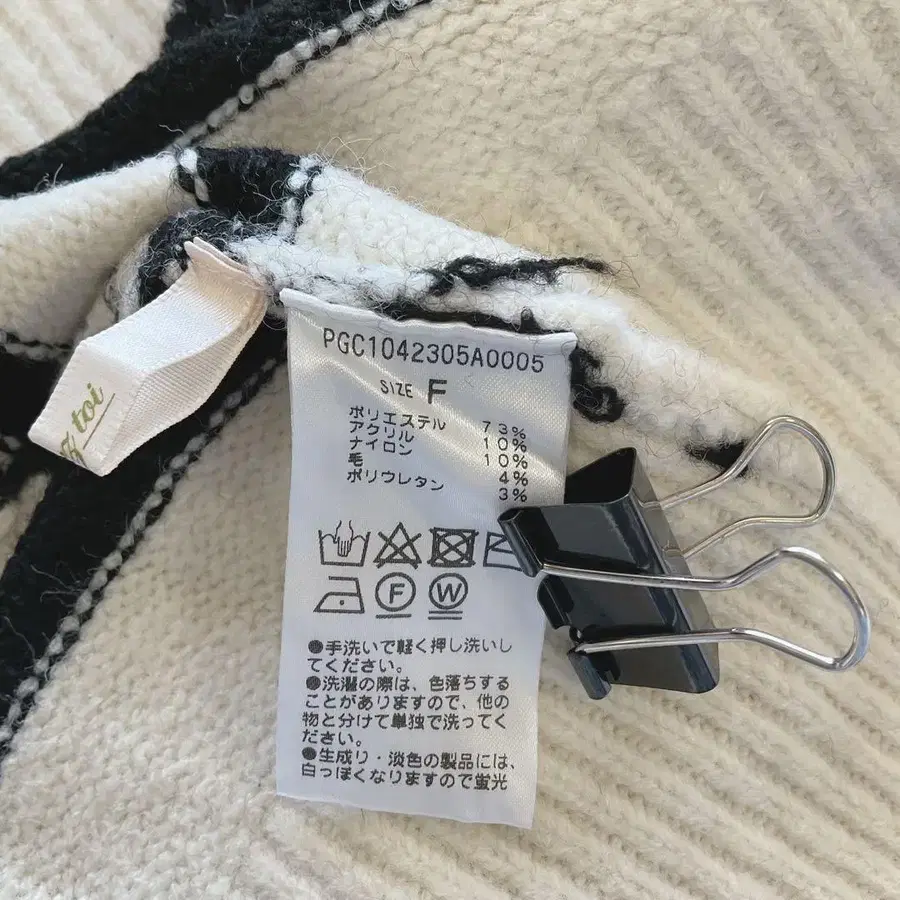 toi
PGC1042305A0005
SIZE F
ポリエステル 73%
アクリル 10%
ナイロン 10%
毛 4%
ポリウレタン 3%
F W
●手洗いで軽く押し洗いし
てください。
●洗濯の際は、色落ちする
ことがありますので、他の
物と分けて単独で洗ってく
ださい。
●生成り・淡色の製品には、
白っぽくなりますので蛍光